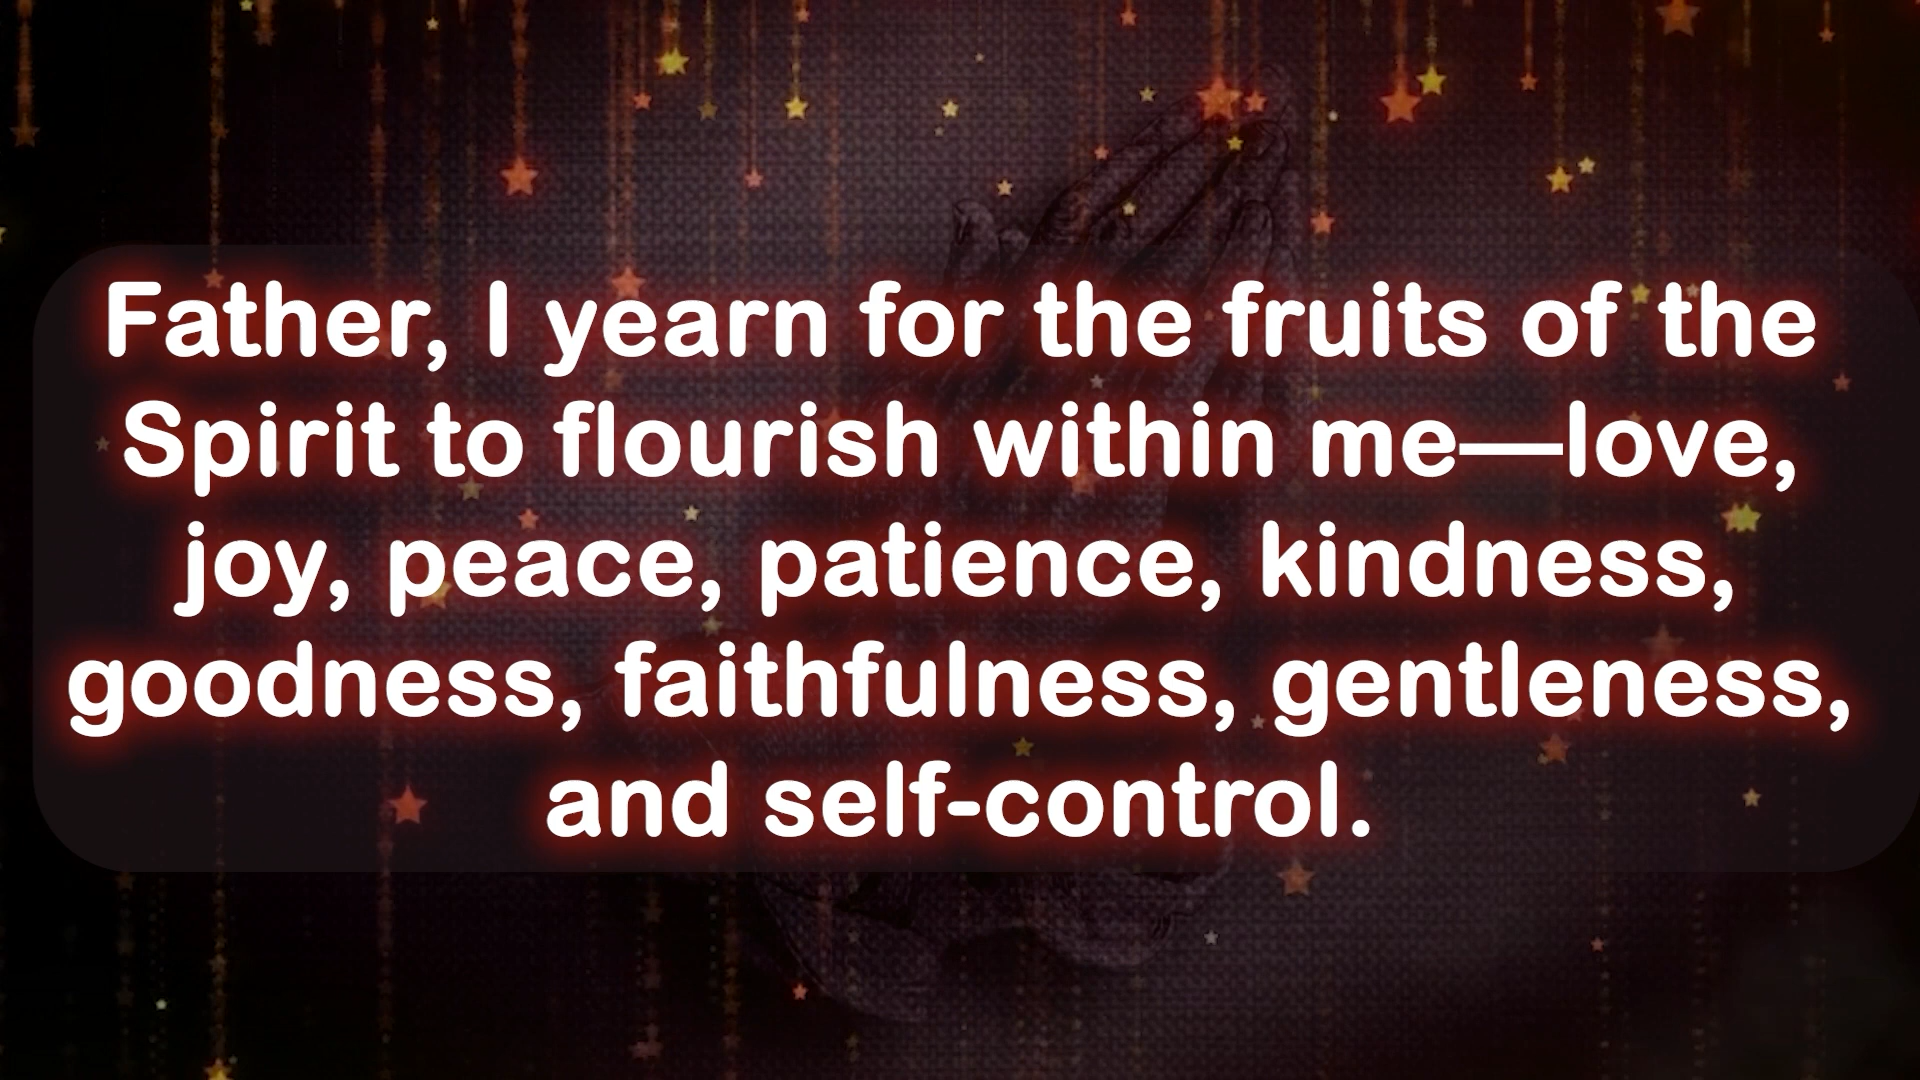 Father, I yearn for the fruits of the
Spirit to flourish within me—love,
joy, peace, patience, kindness,
goodness, faithfulness, gentleness,
and self-control.